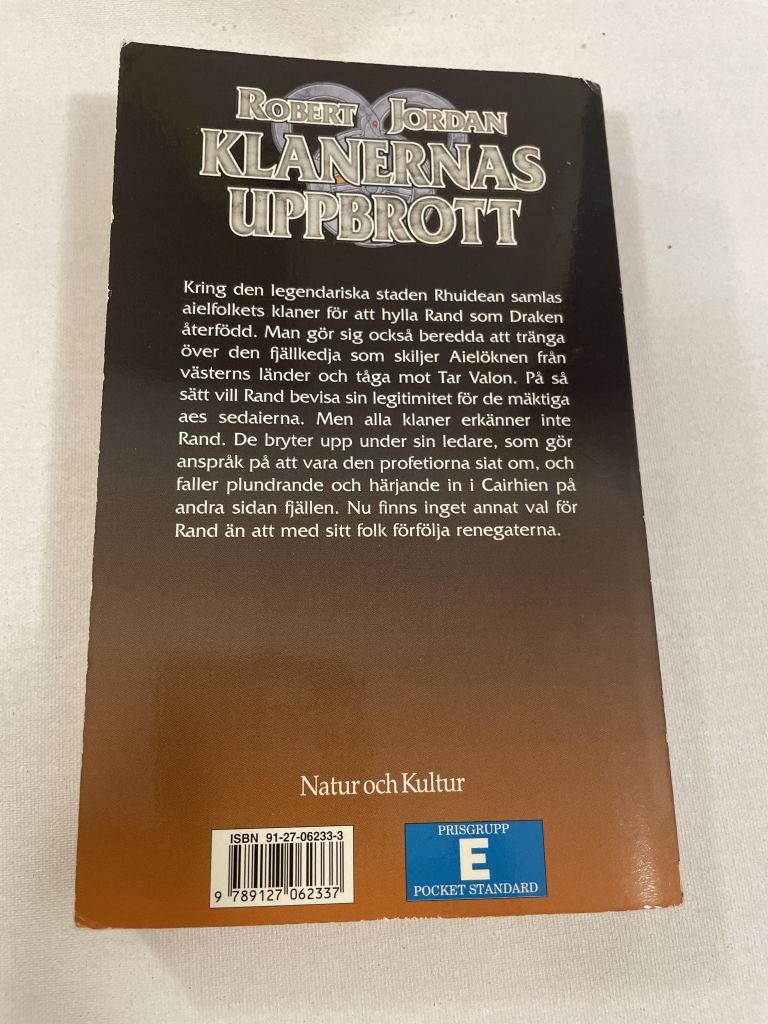 ROBERT JORDAN
KLANERNAS
UPPBROTT
Kring den legendariska staden Rhuidean samlas
aielfolkets klaner för att hylla Rand som Draken
återfödd. Man gör sig också beredda att tränga
över den fjällkedja som skiljer Aielöknen från
västerns länder och tåga mot Tar Valon. På så
sätt vill Rand bevisa sin legitimitet för de mäktiga
aes sedaierna. Men alla klaner erkänner inte
Rand. De bryter upp under sin ledare, som gör
anspråk på att vara den profetiorna siat om, och
faller plundrande och härjande in i Cairhien på
andra sidan fjällen. Nu finns inget annat val för
Rand än att med sitt folk förfölja renegaterna.
Natur och Kultur
ISBN 91-27-06233-3
9 789127 062337
PRISGRUPP
E
POCKET STANDARD